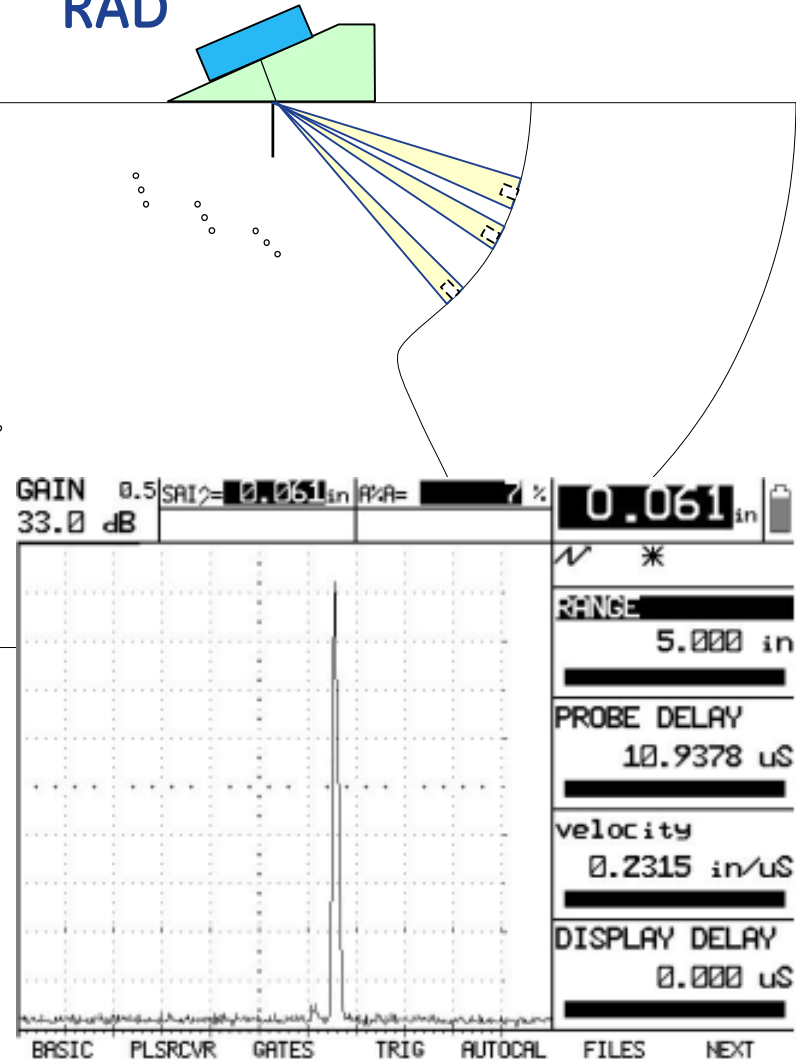 RAD
GAIN 0.5
33.0 dB
SA[?]= 0.061in
A%A= 7 %
0.061 in
RANGE
5.000 in
PROBE DELAY
10.9378 uS
velocity
0.2315 in/uS
DISPLAY DELAY
0.000 uS
BASIC PLSRCVR GATES TRIG AUTOCAL FILES NEXT